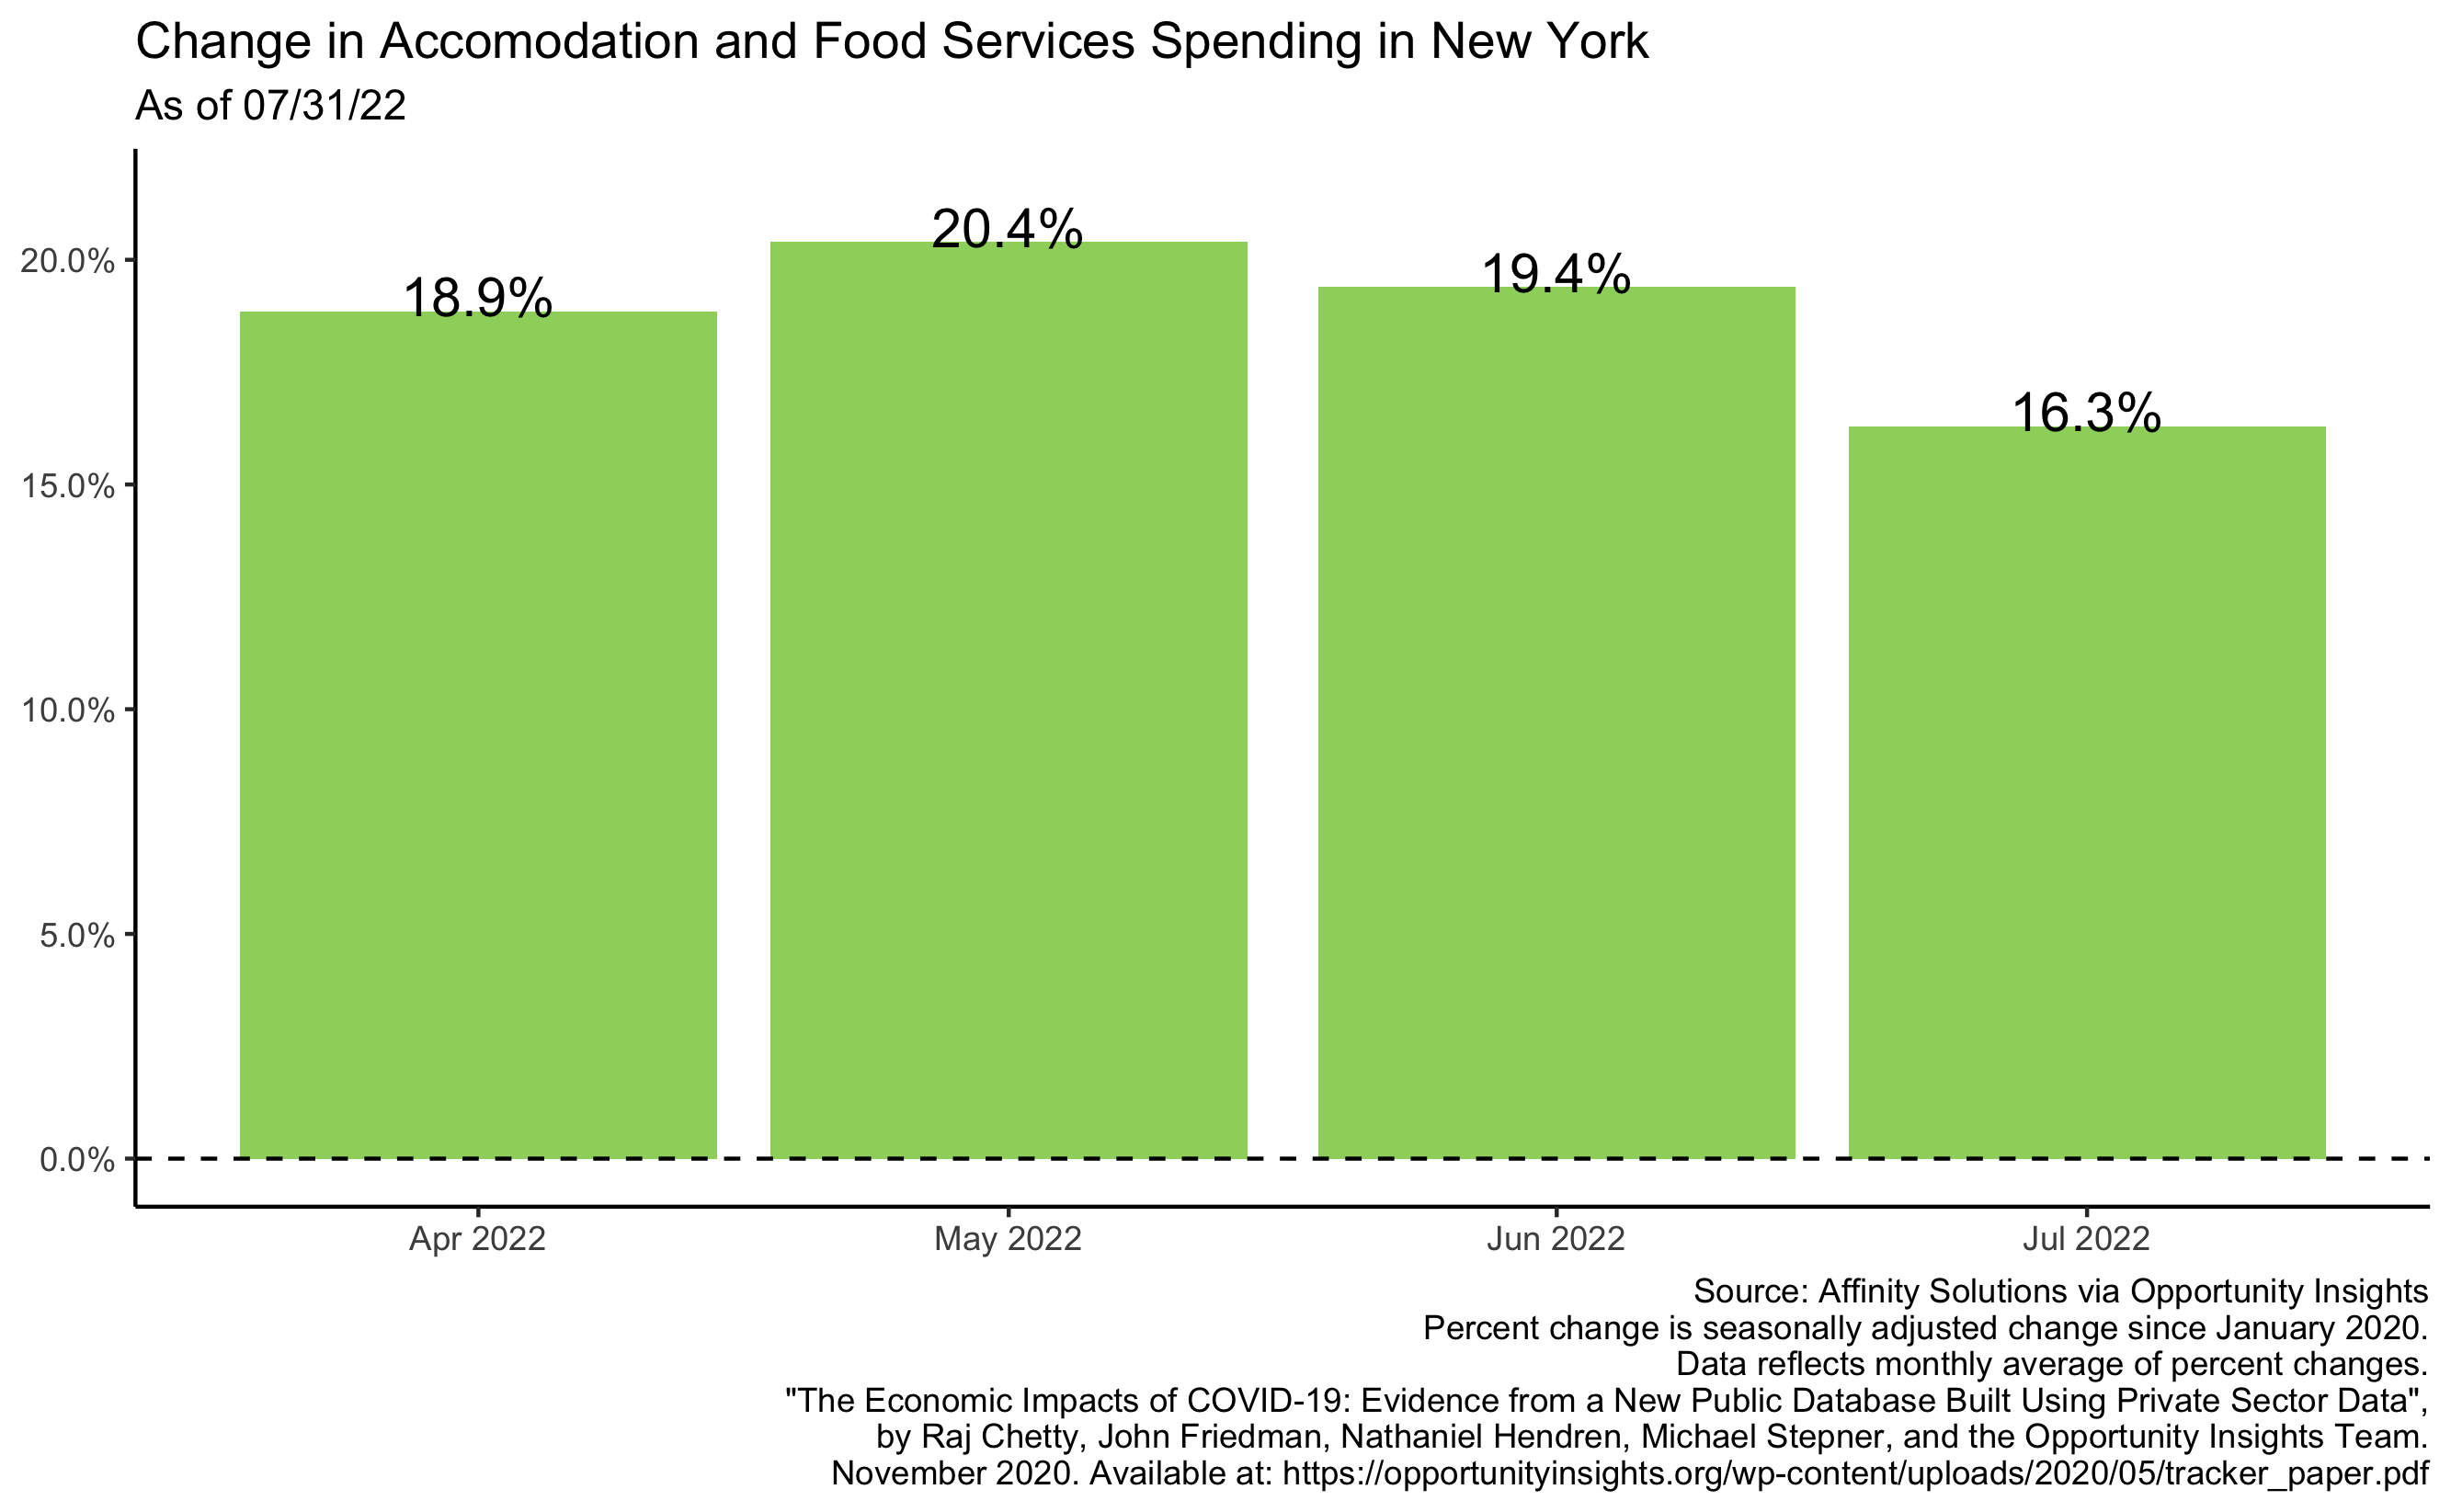 Change in Accomodation and Food Services Spending in New York
As of 07/31/22
20.0%
15.0%
10.0%
5.0%
0.0%
18.9%
20.4%
19.4%
16.3%
Apr 2022
May 2022
Jun 2022
Jul 2022
Source: Affinity Solutions via Opportunity Insights
Percent change is seasonally adjusted change since January 2020.
Data reflects monthly average of percent changes.
"The Economic Impacts of COVID-19: Evidence from a New Public Database Built Using Private Sector Data",
by Raj Chetty, John Friedman, Nathaniel Hendren, Michael Stepner, and the Opportunity Insights Team.
November 2020. Available at: https://opportunityinsights.org/wp-content/uploads/2020/05/tracker_paper.pdf